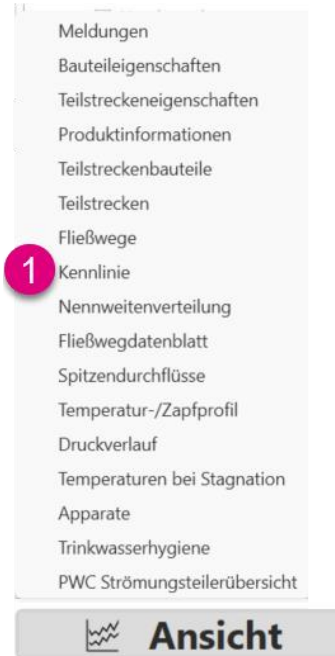 Meldungen
Bauteileigenschaften
Teilstreckeneigenschaften
Produktinformationen
Teilstreckenbauteile
Teilstrecken
Fließwege
1 Kennlinie
Nennweitenverteilung
Fließwegdatenblatt
Spitzendurchflüsse
Temperatur-/Zapfprofil
Druckverlauf
Temperaturen bei Stagnation
Apparate
Trinkwasserhygiene
PWC Strömungsteilerübersicht
Ansicht